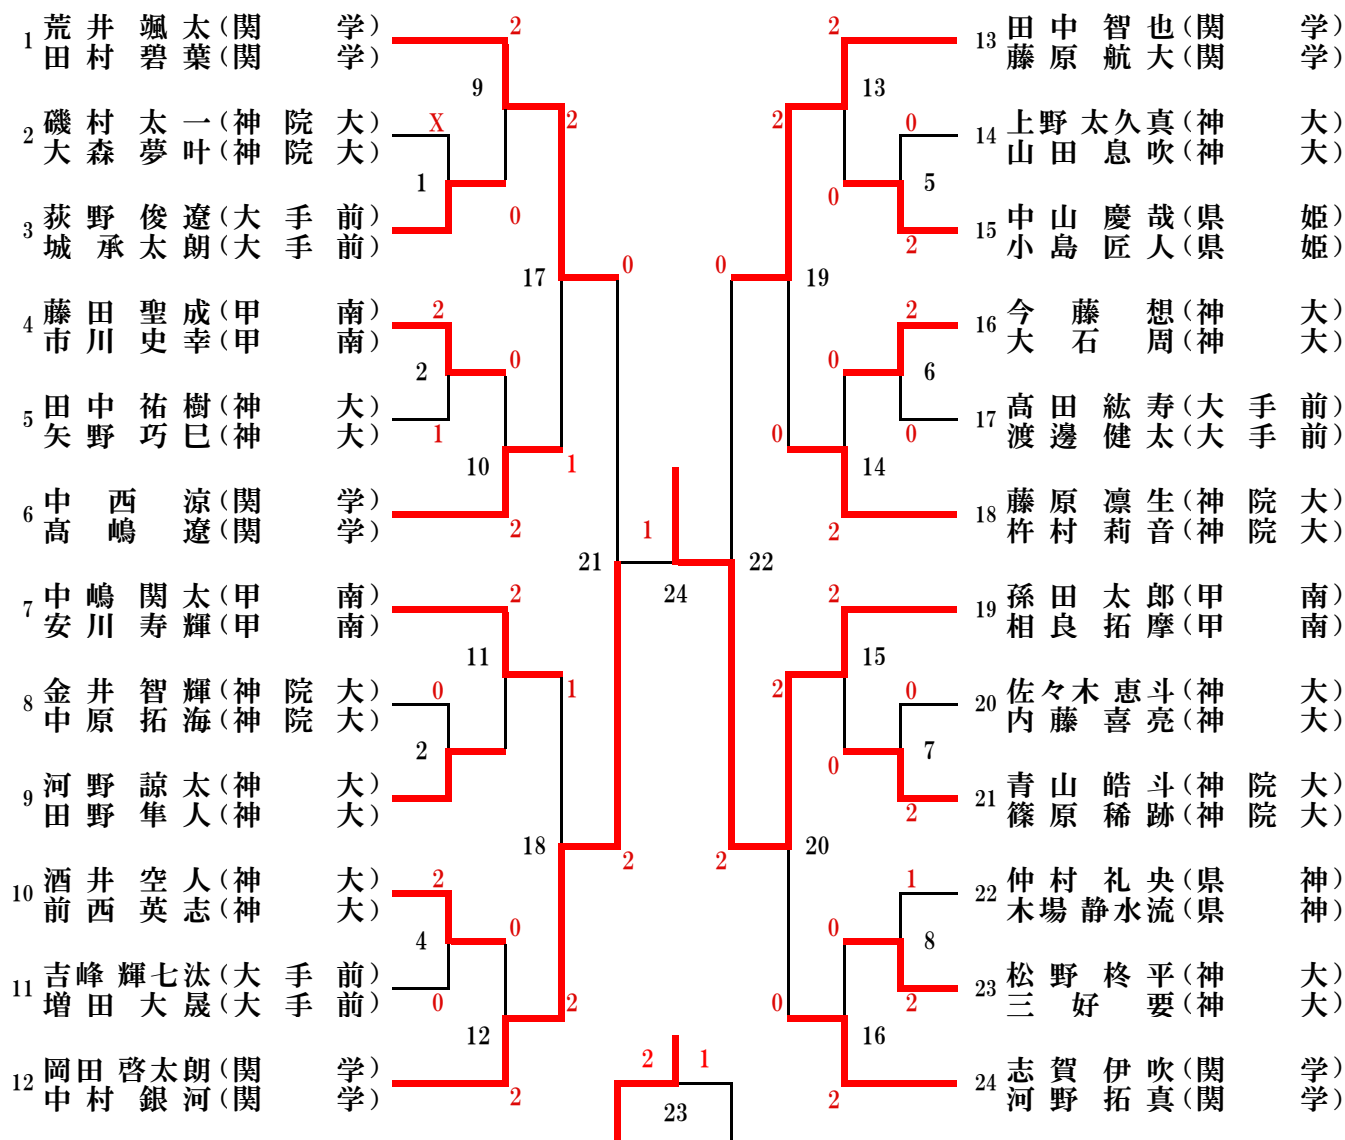 1 荒井颯太(関学)
田村碧葉(関学)
2 磯村太一(神院大)
大森夢叶(神院大)
3 荻野俊遼(大手前)
城承太朗(大手前)
4 藤田聖成(甲南)
市川史幸(甲南)
5 田中祐樹(神大)
矢野巧巳(神大)
6 中西涼(関学)
髙嶋遼(関学)
7 中嶋関太(甲南)
安川寿輝(甲南)
8 金井智輝(神院大)
中原拓海(神院大)
9 河野諒太(神大)
田野隼人(神大)
10 酒井空人(神大)
前西英志(神大)
11 吉峰輝七汰(大手前)
増田大晟(大手前)
12 岡田啓太朗(関学)
中村銀河(関学)
2
9
2
X
1
0
17
0
2
0
2
1
10
1
2
21
1
24
2
11
1
0
2
18
2
2
0
4
0
12
2
2
2 1
23
13 田中智也(関学)
藤原航大(関学)
14 上野太久真(神大)
山田息吹(神大)
15 中山慶哉(県姫)
小島匠人(県姫)
16 今藤想(神大)
大石周(神大)
17 髙田紘寿(大手前)
渡邊健太(大手前)
18 藤原凛生(神院大)
杵村莉音(神院大)
19 孫田太郎(甲南)
相良拓摩(甲南)
20 佐々木恵斗(神大)
内藤喜亮(神大)
21 青山皓斗(神院大)
篠原稀跡(神院大)
22 仲村礼央(県神)
木場静水流(県神)
23 松野柊平(神大)
三好要(神大)
24 志賀伊吹(関学)
河野拓真(関学)
2
13
2
0
5
0
2
0
19
2
0
6
0
0
14
2
22
2
15
2
0
7
0
2
2
20
1
0
8
2
0
16
2